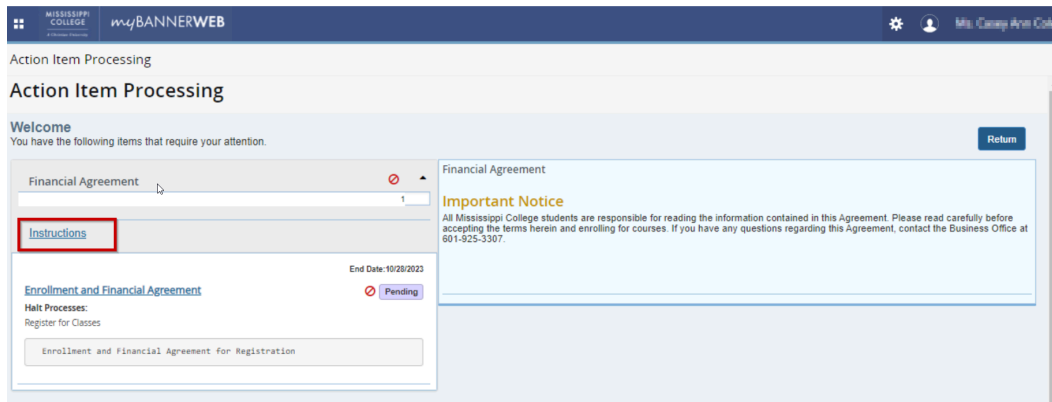 MISSISSIPPI
COLLEGE
A Christian University
myBANNERWEB
Action Item Processing
Action Item Processing
Welcome
You have the following items that require your attention.
Return
Financial Agreement
1
Instructions
End Date:10/28/2023
Enrollment and Financial Agreement
Pending
Halt Processes:
Register for Classes
Enrollment and Financial Agreement for Registration
Financial Agreement
Important Notice
All Mississippi College students are responsible for reading the information contained in this Agreement. Please read carefully before
accepting the terms herein and enrolling for courses. If you have any questions regarding this Agreement, contact the Business Office at
601-925-3307.